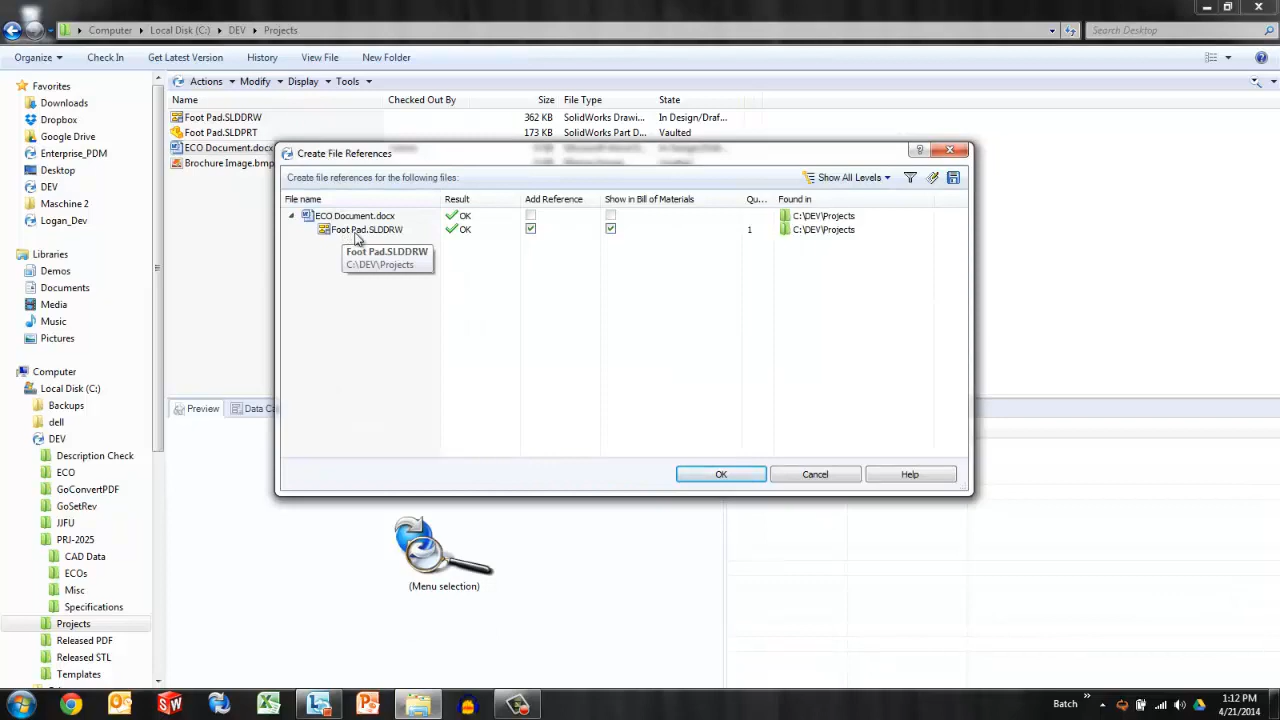 Computer Local Disk (C:) DEV Projects
Search Desktop
Organize Check In Get Latest Version History View File New Folder
Favorites
Downloads
Dropbox
Google Drive
Enterprise_PDM
Desktop
DEV
Maschine 2
Logan_Dev
Libraries
Demos
Documents
Media
Music
Pictures
Computer
Local Disk (C:)
Backups
dell
DEV
Description Check
ECO
GoConvertPDF
GoSetRev
JJFU
PRJ-2025
CAD Data
ECOs
Misc
Specifications
Projects
Released PDF
Released STL
Templates
Actions Modify Display Tools
Name Checked Out By Size File Type State
Foot Pad.SLDDRW 362 KB SolidWorks Drawi... In Design/Draf...
Foot Pad.SLDPRT 173 KB SolidWorks Part D... Vaulted
ECO Document.docx
Brochure Image.bmp
Create File References
Create file references for the following files:
Show All Levels
File name Result Add Reference Show in Bill of Materials Qu... Found in
ECO Document.docx OK C:\DEV\Projects
Foot Pad.SLDDRW OK 1 C:\DEV\Projects
Foot Pad.SLDDRW
C:\DEV\Projects
OK Cancel Help
Preview Data Ca
(Menu selection)
Batch
1:12 PM
4/21/2014